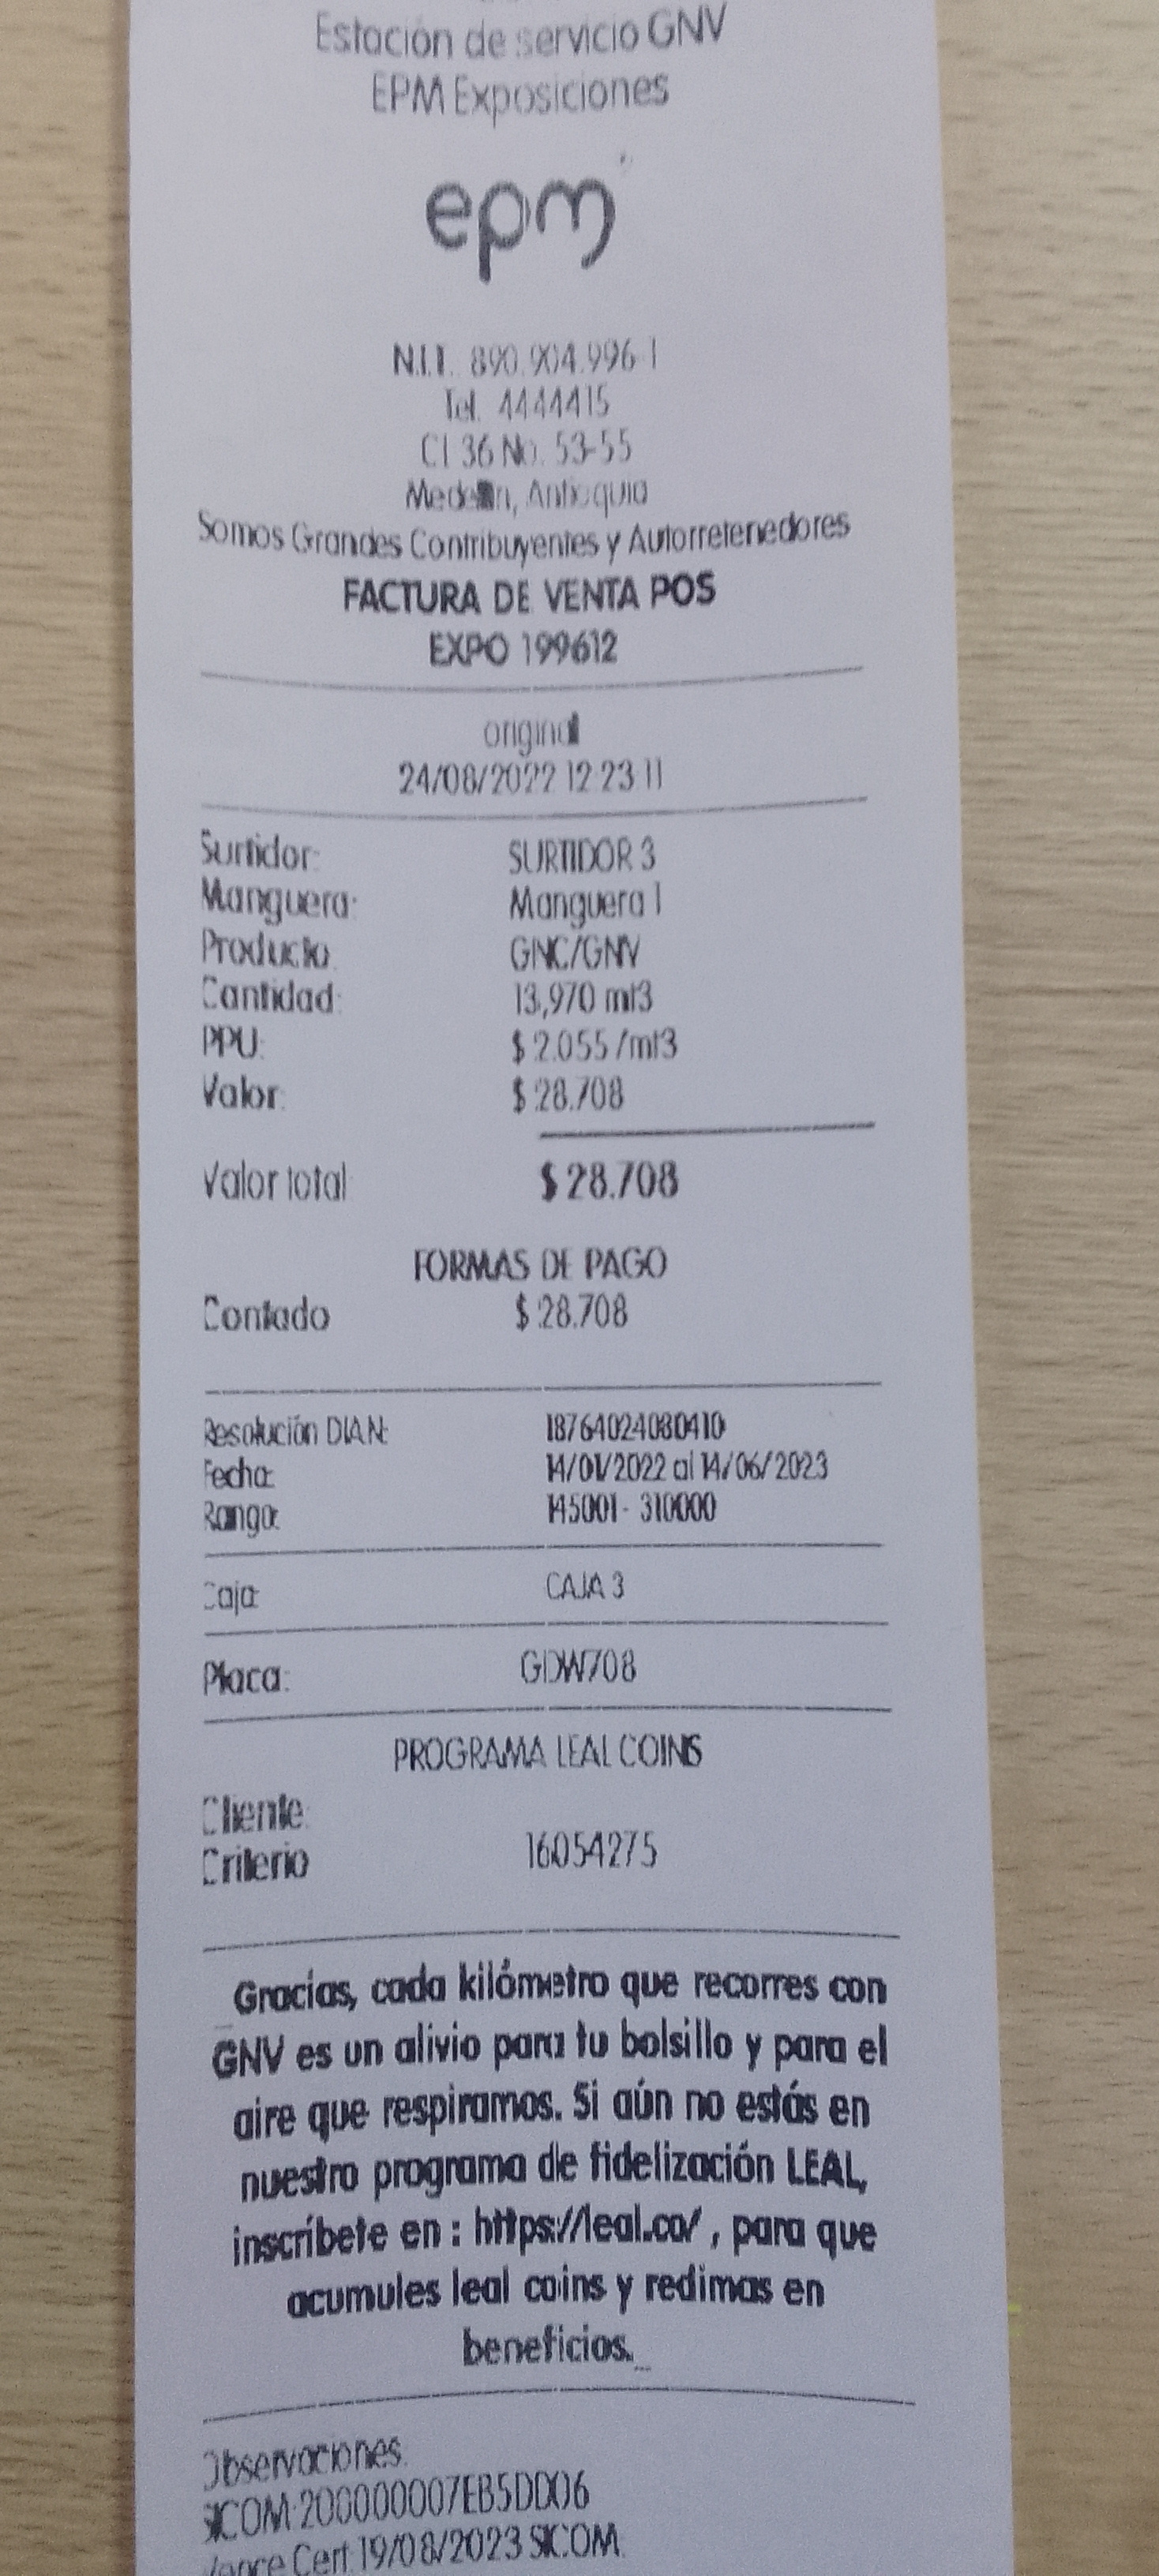 Estación de servicio GNV
EPM Exposiciones
epm
N.I.T. 890.904.996-1
Tel. 4444415
Cl 36 No. 53-55
Medellín, Antioquia
Somos Grandes Contribuyentes y Autorretenedores
FACTURA DE VENTA POS
EXPO 199612
original
24/08/2022 12:23:11
Surtidor: SURTIDOR 3
Manguera: Manguera 1
Producto: GNC/GNV
Cantidad: 13,970 mt3
PPU: $ 2.055 /mt3
Valor: $ 28.708
Valor total: $ 28.708
FORMAS DE PAGO
Contado $ 28.708
Resolución DIAN: 18764024080410
Fecha: 14/01/2022 al 14/06/2023
Rango: 145001 - 310000
Caja: CAJA 3
Placa: GDW708
PROGRAMA LEAL COINS
Cliente:
Criterio 16054275
Gracias, cada kilómetro que recorres con
GNV es un alivio para tu bolsillo y para el
aire que respiramos. Si aún no estás en
nuestro programa de fidelización LEAL,
inscríbete en : https://leal.co/ , para que
acumules leal coins y redimas en
beneficios.
Observaciones:
SICOM:200000007EB5DD06
Vence Cert:19/08/2023 SICOM